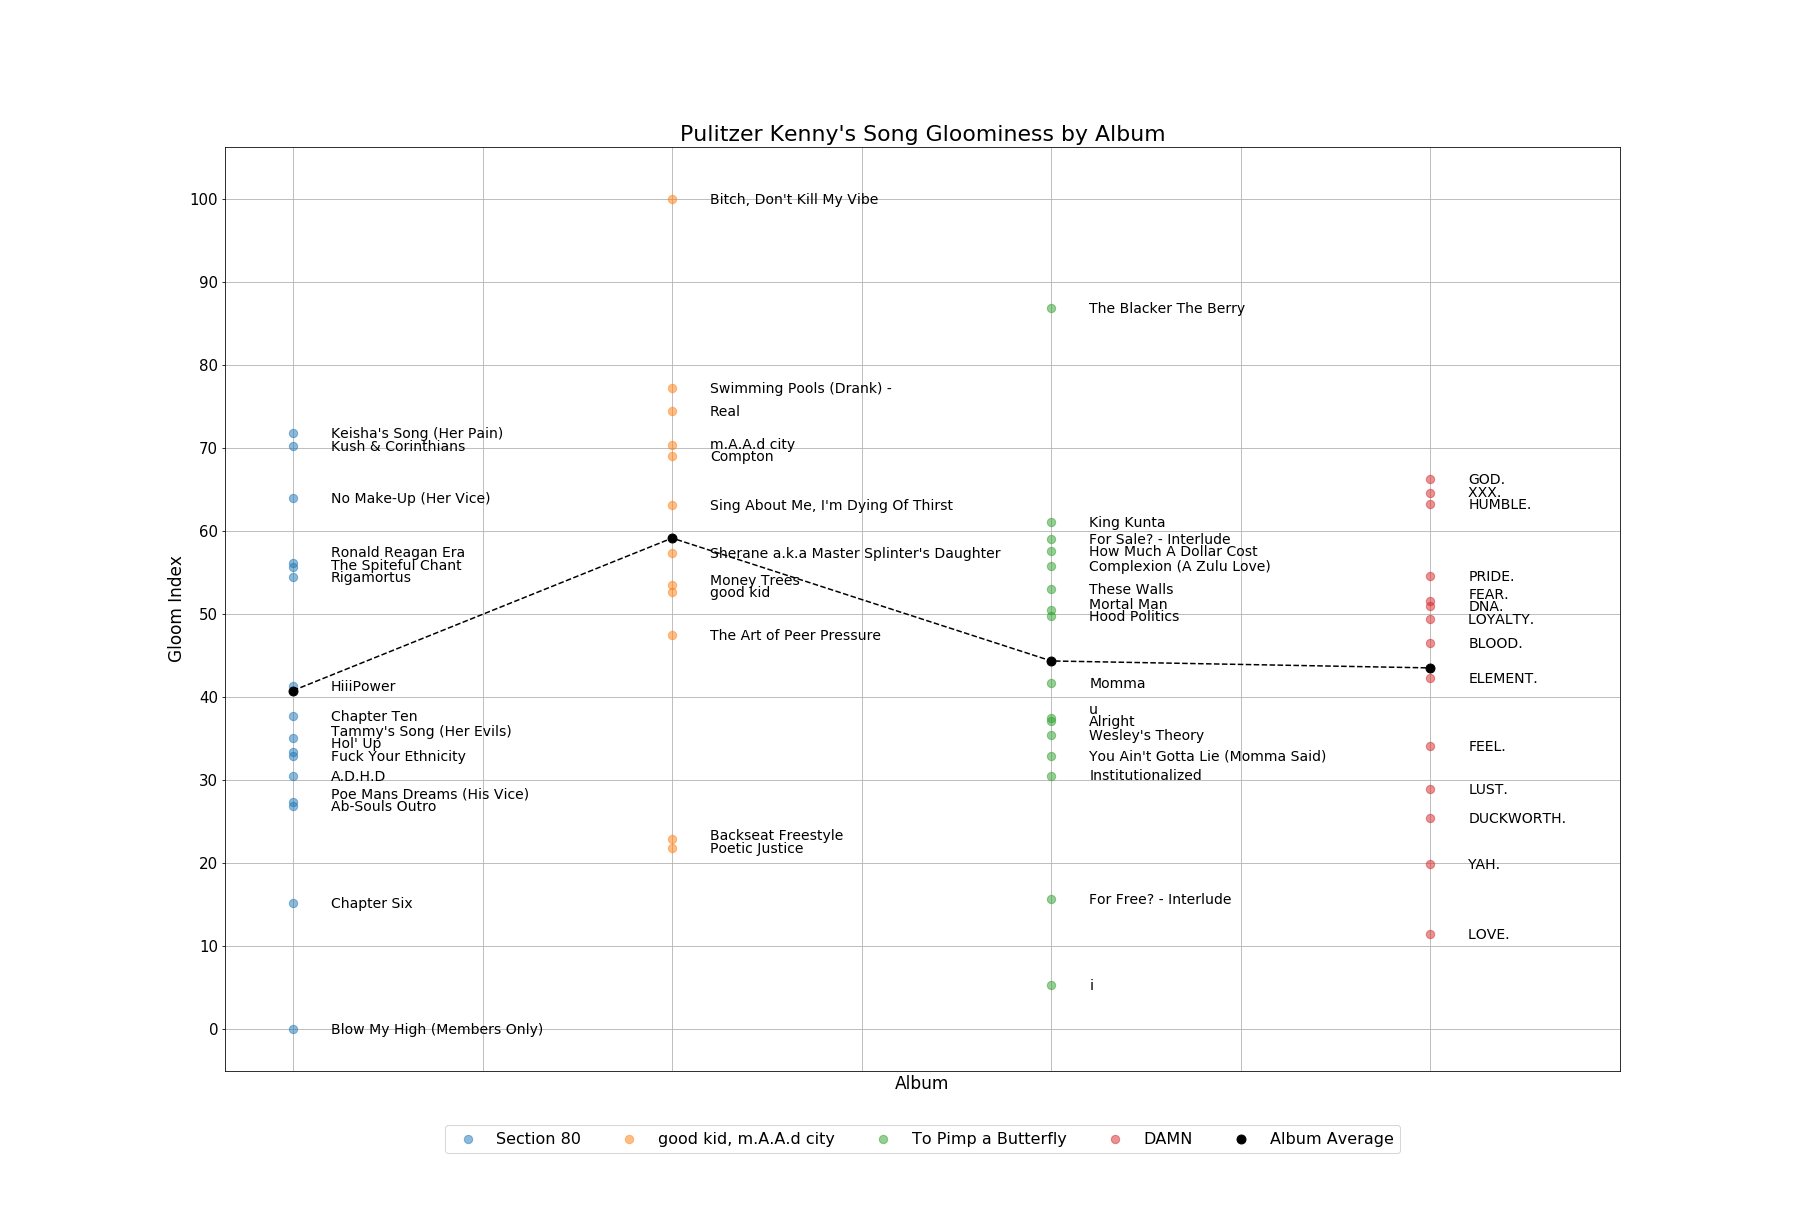 Pulitzer Kenny's Song Gloominess by Album
Gloom Index
100
90
80
70
60
50
40
30
20
10
0
Keisha's Song (Her Pain)
Kush & Corinthians
No Make-Up (Her Vice)
Ronald Reagan Era
The Spiteful Chant
Rigamortus
HiiiPower
Chapter Ten
Tammy's Song (Her Evils)
Hol' Up
Fuck Your Ethnicity
A.D.H.D
Poe Mans Dreams (His Vice)
Ab-Souls Outro
Chapter Six
Blow My High (Members Only)
Bitch, Don't Kill My Vibe
Swimming Pools (Drank) -
Real
m.A.A.d city
Compton
Sing About Me, I'm Dying Of Thirst
Sherane a.k.a Master Splinter's Daughter
Money Trees
good kid
The Art of Peer Pressure
Backseat Freestyle
Poetic Justice
The Blacker The Berry
King Kunta
For Sale? - Interlude
How Much A Dollar Cost
Complexion (A Zulu Love)
These Walls
Mortal Man
Hood Politics
Momma
u
Alright
Wesley's Theory
You Ain't Gotta Lie (Momma Said)
Institutionalized
For Free? - Interlude
i
GOD.
XXX.
HUMBLE.
PRIDE.
FEAR.
DNA.
LOYALTY.
BLOOD.
ELEMENT.
FEEL.
LUST.
DUCKWORTH.
YAH.
LOVE.
Album
Section 80
good kid, m.A.A.d city
To Pimp a Butterfly
DAMN
Album Average